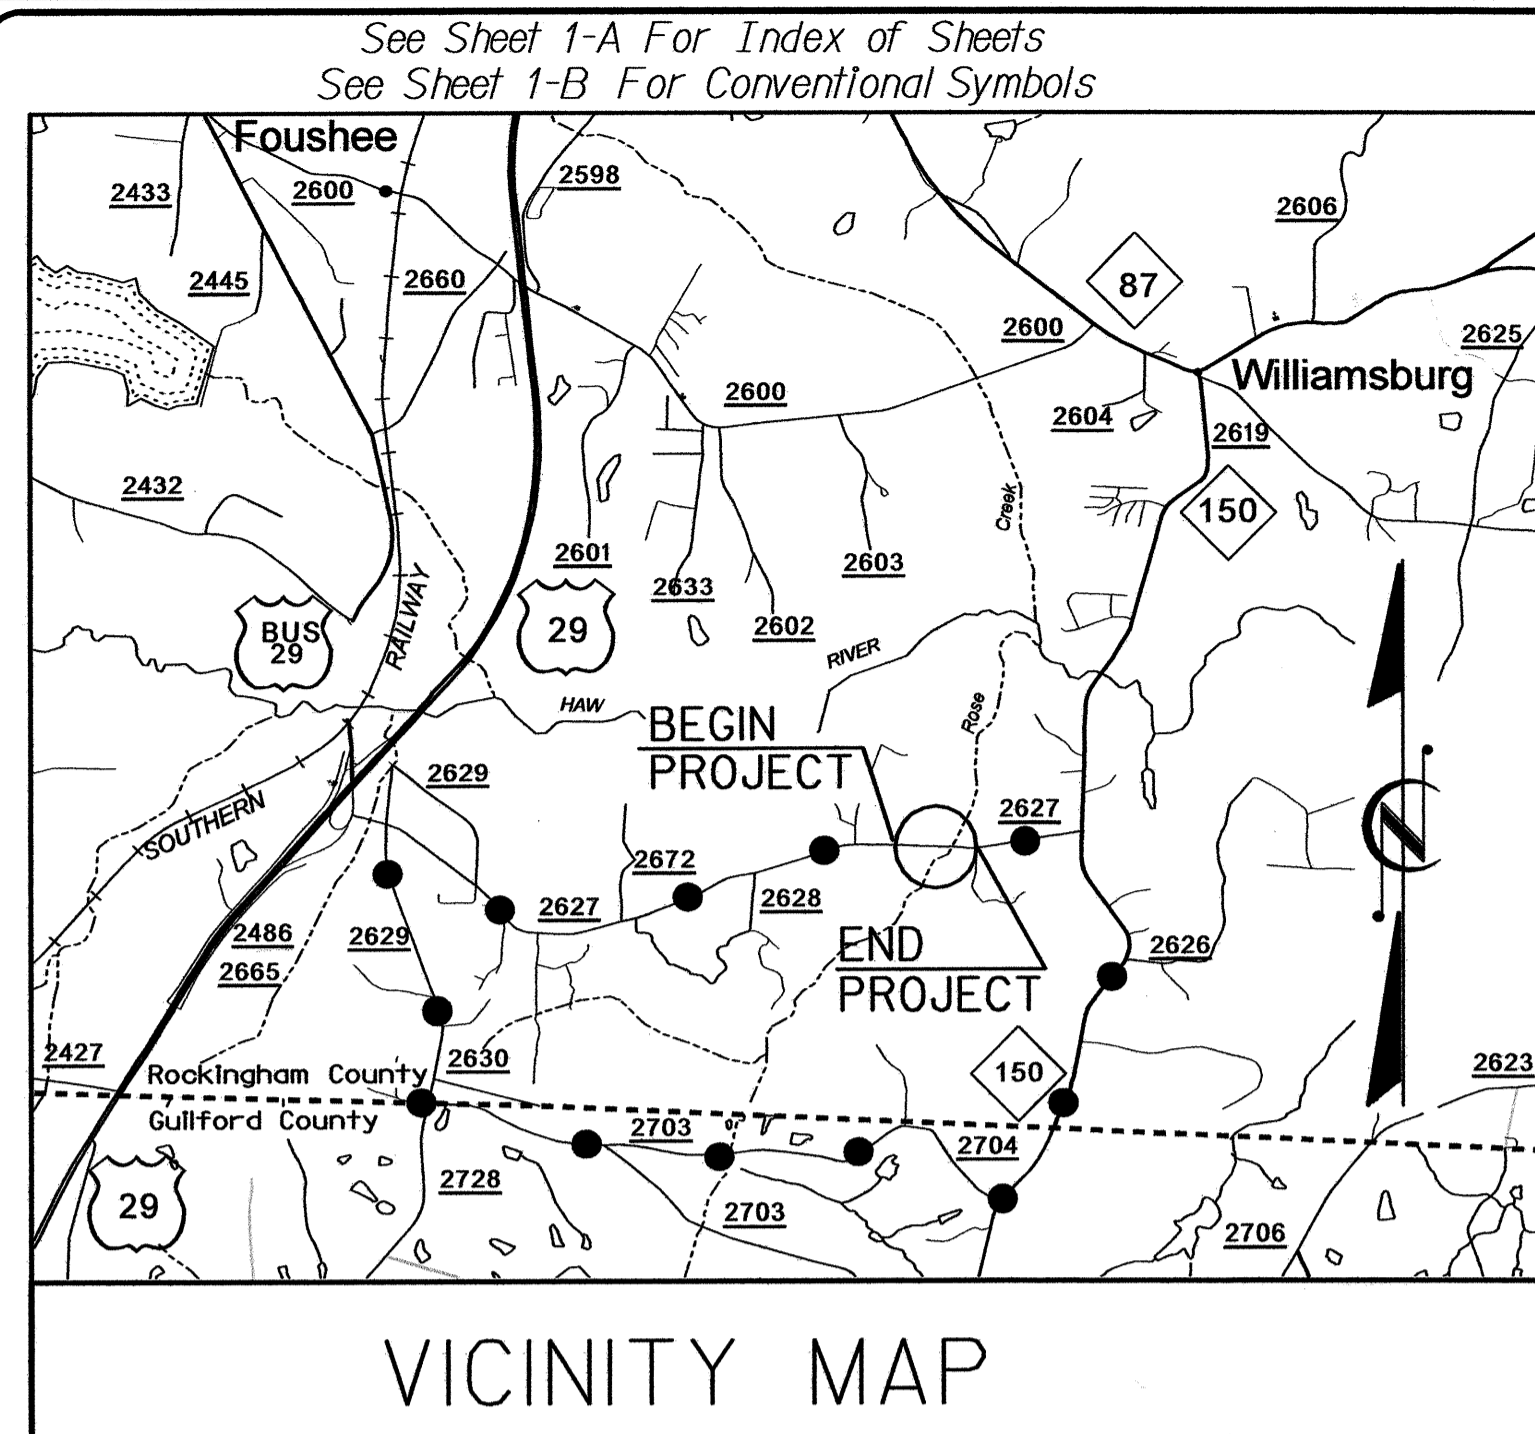 See Sheet 1-A For Index of Sheets
See Sheet 1-B For Conventional Symbols
Foushee
2433
2600
2598
2606
2445
2660
87
2600
2625
2600
Williamsburg
2604
2619
2432
Creek
150
2601
2603
2633
2602
RAILWAY
BUS
29
29
RIVER
HAW
Rose
BEGIN
PROJECT
2629
SOUTHERN
2627
2672
2628
2627
2486
2629
2665
END
PROJECT
2626
N
2427
2630
150
2623
Rockingham County
Guilford County
2703
2704
2728
2703
2706
29
VICINITY MAP